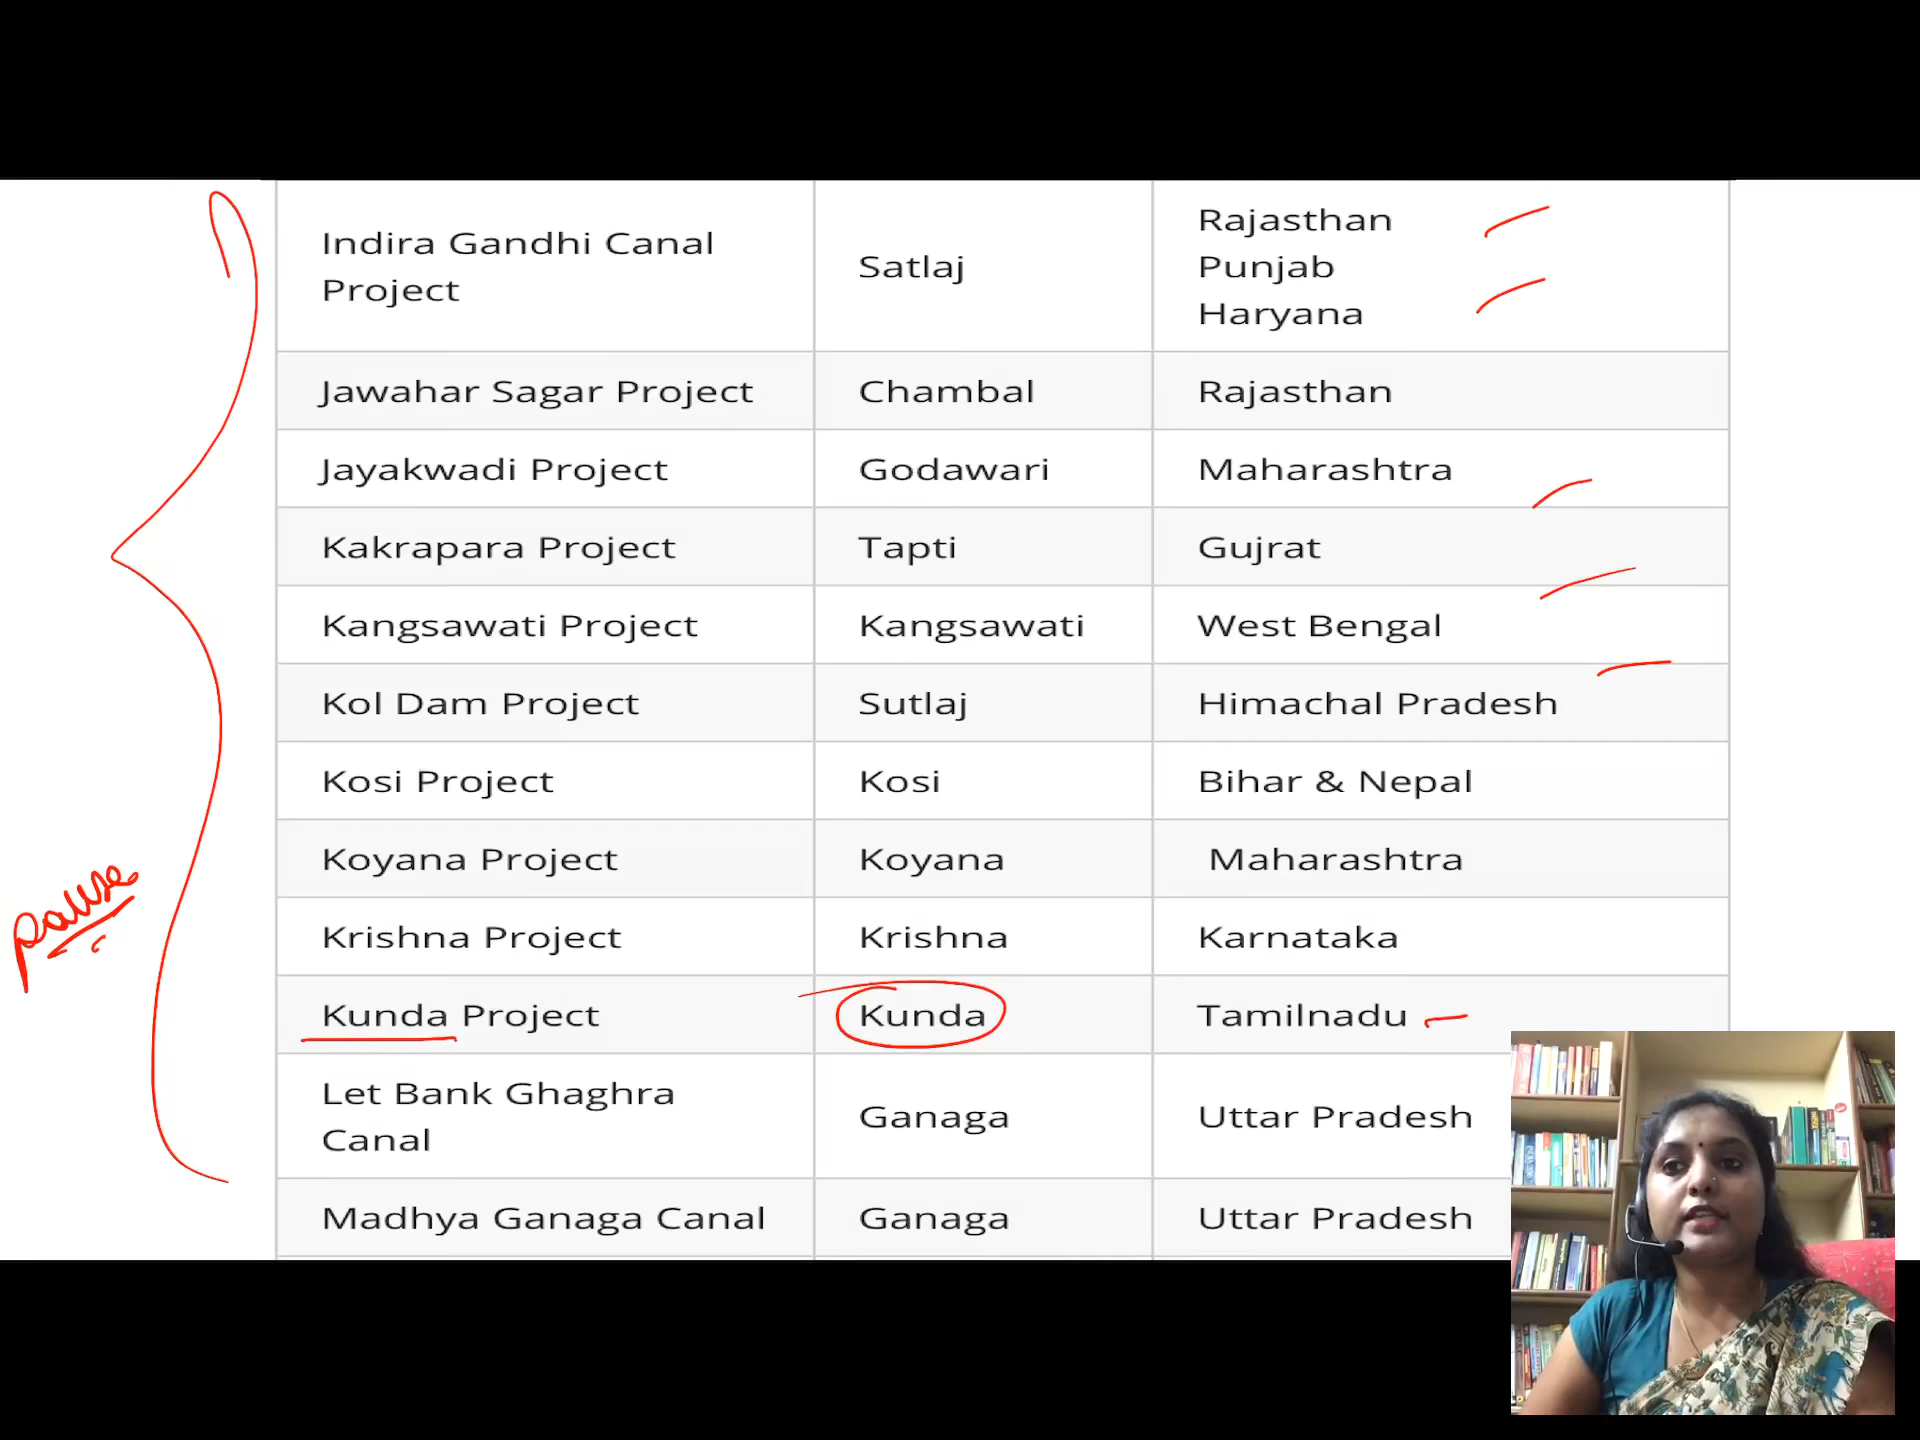 Indira Gandhi Canal
Project
Satlaj
Rajasthan
Punjab
Haryana
Jawahar Sagar Project
Chambal
Rajasthan
Jayakwadi Project
Godawari
Maharashtra
Kakrapara Project
Tapti
Gujrat
Kangsawati Project
Kangsawati
West Bengal
Kol Dam Project
Sutlaj
Himachal Pradesh
Kosi Project
Kosi
Bihar & Nepal
Koyana Project
Koyana
Maharashtra
pause
Krishna Project
Krishna
Karnataka
Kunda Project
Kunda
Tamilnadu
Let Bank Ghaghra
Canal
Ganaga
Uttar Pradesh
Madhya Ganaga Canal
Ganaga
Uttar Pradesh